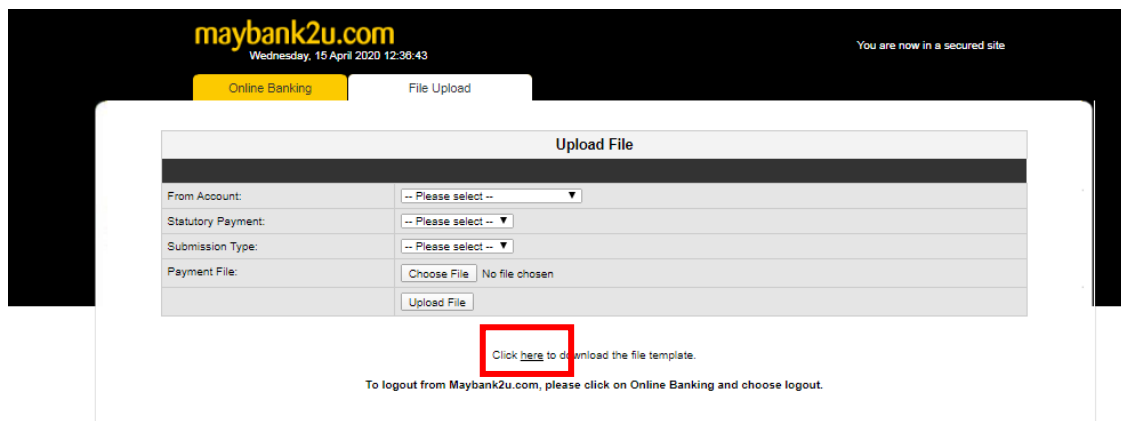 maybank2u.com
Wednesday, 15 April 2020 12:36:43
You are now in a secured site
Online Banking
File Upload
Upload File
From Account: -- Please select --
Statutory Payment: -- Please select --
Submission Type: -- Please select --
Payment File: Choose File No file chosen
Upload File
Click here to download the file template.
To logout from Maybank2u.com, please click on Online Banking and choose logout.